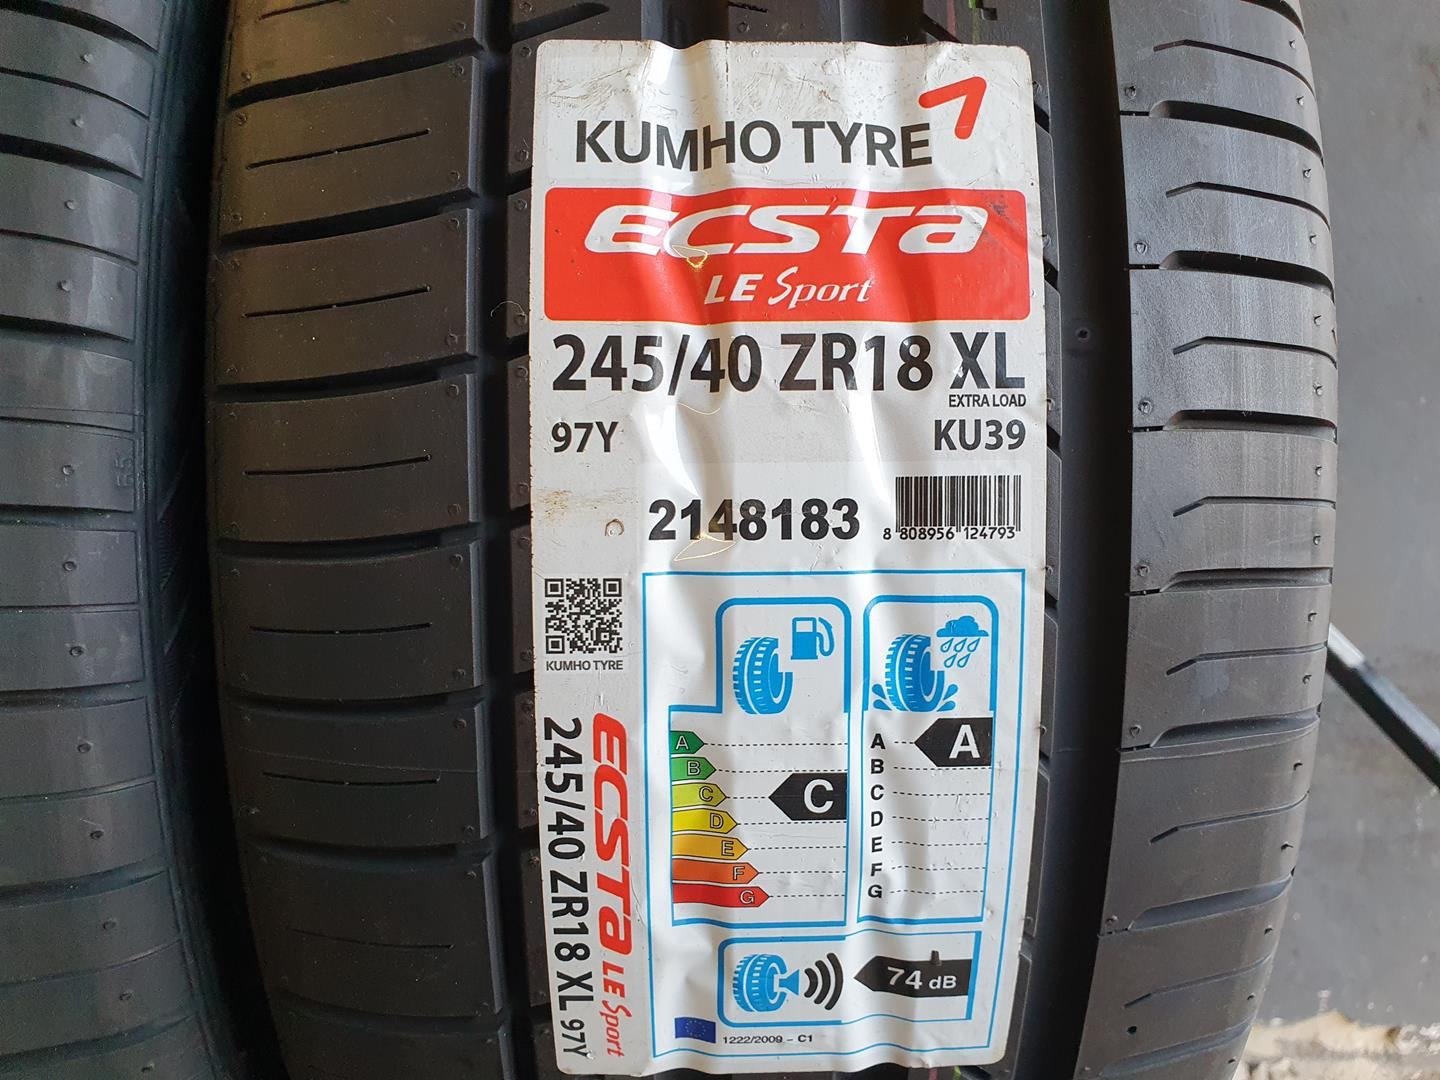 KUMHO TYRE
ECSTA
LE Sport
245/40 ZR18 XL
EXTRA LOAD
97Y KU39
2148183
8 808956 124793
KUMHO TYRE
A
B
C
D
E
F
G
C
A
B
C
D
E
F
G
A
74 dB
1222/2009 - C1
ECSTA LE Sport
245/40 ZR18 XL 97Y